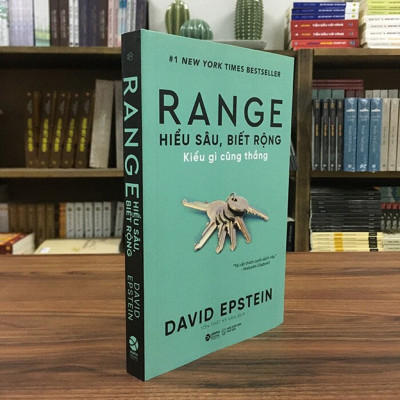 #1 NEW YORK TIMES BESTSELLER
RANGE
HIỂU SÂU, BIẾT RỘNG
Kiểu gì cũng thắng
DAVID EPSTEIN
RANGE
HIỂU SÂU,
BIẾT RỘNG
DAVID
EPSTEIN